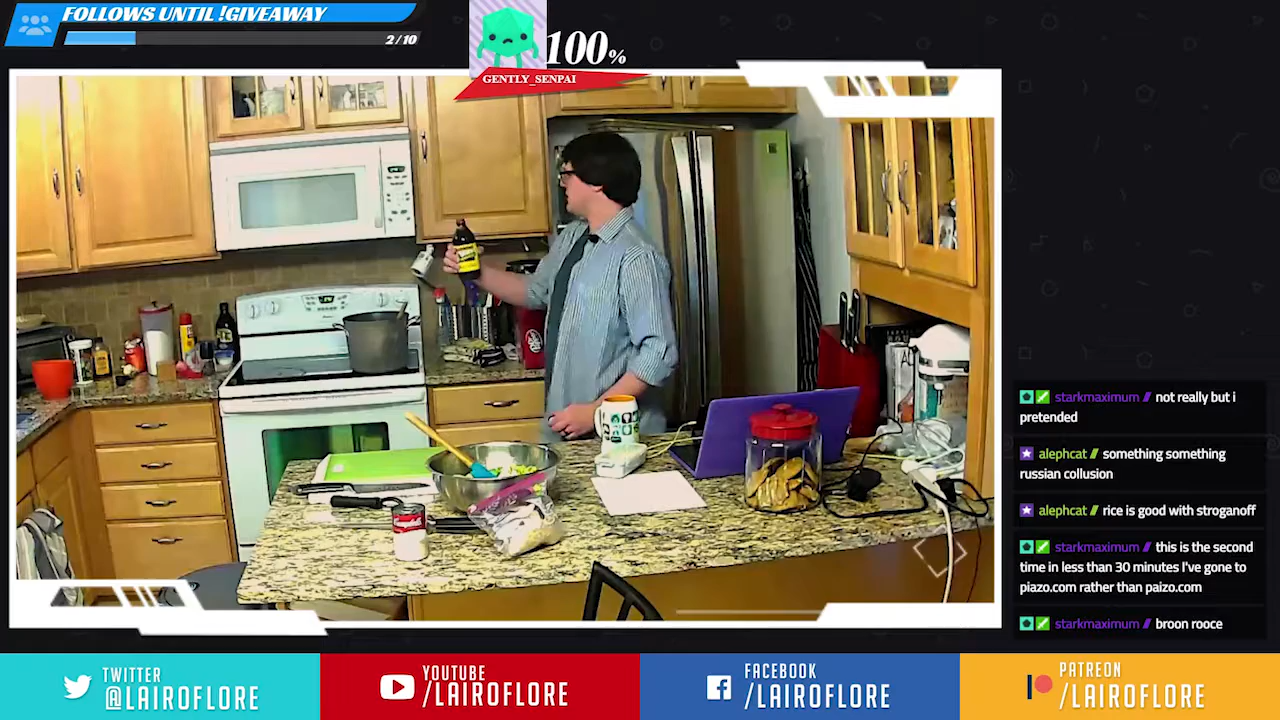 FOLLOWS UNTIL !GIVEAWAY
2/10
100%
GENTLY_SENPAI
Campbell's
starkmaximum // not really but i
pretended
alephcat // something something
russian collusion
alephcat // rice is good with stroganoff
starkmaximum // this is the second
time in less than 30 minutes I've gone to
piazo.com rather than paizo.com
starkmaximum // broon rooce
TWITTER
@LAIROFLORE
YOUTUBE
/LAIROFLORE
FACEBOOK
/LAIROFLORE
PATREON
/LAIROFLORE